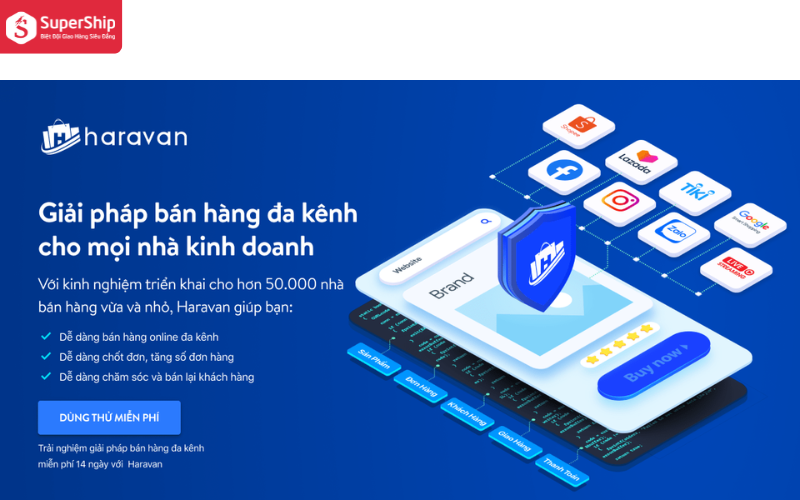 SuperShip
Biệt Đội Giao Hàng Siêu Đẳng
haravan
Giải pháp bán hàng đa kênh
cho mọi nhà kinh doanh
Với kinh nghiệm triển khai cho hơn 50.000 nhà
bán hàng vừa và nhỏ, Haravan giúp bạn:
Dễ dàng bán hàng online đa kênh
Dễ dàng chốt đơn, tăng số đơn hàng
Dễ dàng chăm sóc và bán lại khách hàng
DÙNG THỬ MIỄN PHÍ
Trải nghiệm giải pháp bán hàng đa kênh
miễn phí 14 ngày với Haravan
Shopee
Lazada
TIKI
Zalo
Google
Smart Shopping
LIVE
STREAMING
Website
Brand
Buy now
Sản Phẩm
Đơn Hàng
Khách Hàng
Giao Hàng
Thanh Toán